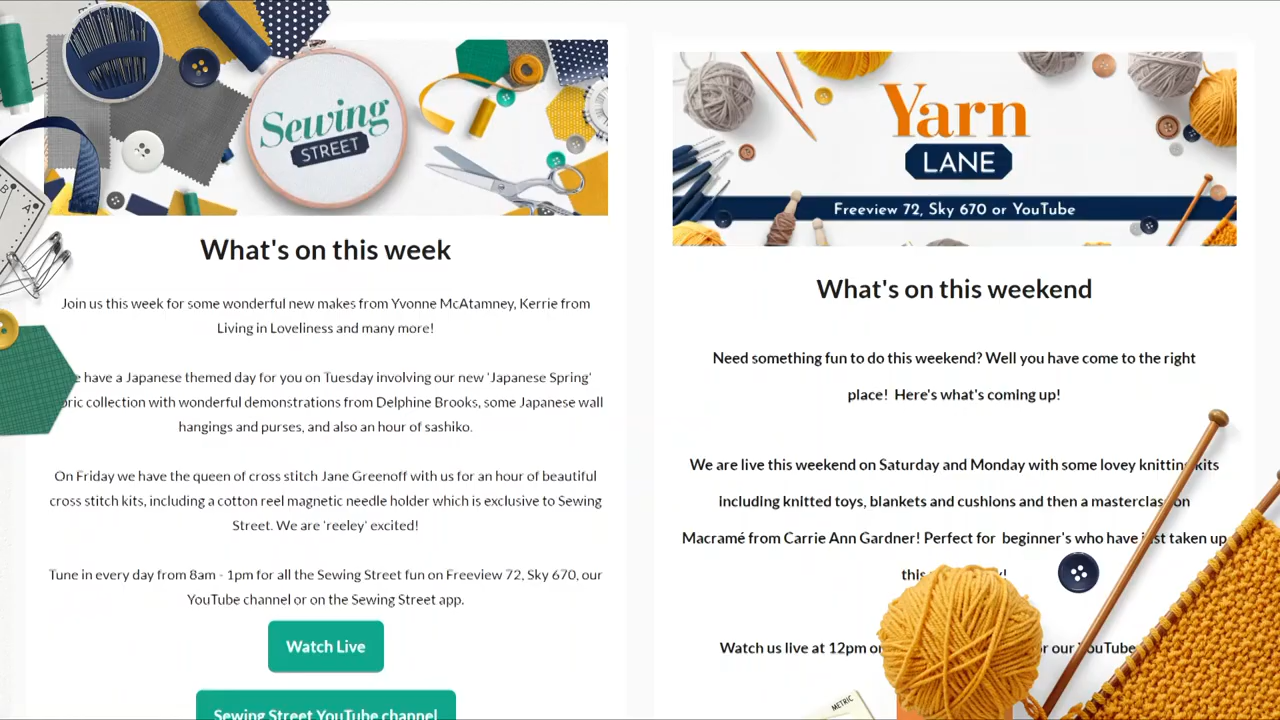 Sewing
STREET
What's on this week
Join us this week for some wonderful new makes from Yvonne McAtamney, Kerrie from
Living in Loveliness and many more!
have a Japanese themed day for you on Tuesday involving our new 'Japanese Spring'
collection with wonderful demonstrations from Delphine Brooks, some Japanese wall
hangings and purses, and also an hour of sashiko.
On Friday we have the queen of cross stitch Jane Greenoff with us for an hour of beautiful
cross stitch kits, including a cotton reel magnetic needle holder which is exclusive to Sewing
Street. We are 'reeley' excited!
Tune in every day from 8am - 1pm for all the Sewing Street fun on Freeview 72, Sky 670, our
YouTube channel or on the Sewing Street app.
Watch Live
Sewing Street YouTube channel
Yarn
LANE
Freeview 72, Sky 670 or YouTube
What's on this weekend
Need something fun to do this weekend? Well you have come to the right
place! Here's what's coming up!
We are live this weekend on Saturday and Monday with some lovey knitting kits
including knitted toys, blankets and cushions and then a masterclass on
Macramé from Carrie Ann Gardner! Perfect for beginner's who have just taken up
this
Watch us live at 12pm or our YouTube
METRIC